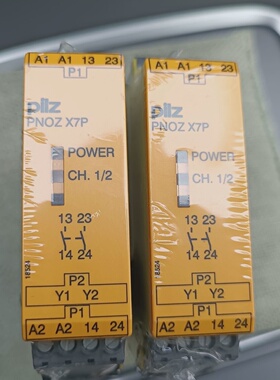 A1 A1 13 23
P1
pilz
PNOZ X7P
POWER
CH. 1/2
13 23
14 24
P2
Y1 Y2
P1
A2 A2 14 24
A1 A1 13 23
P1
pilz
PNOZ X7P
POWER
CH. 1/2
13 23
14 24
P2
Y1 Y2
P1
A2 A2 14 24